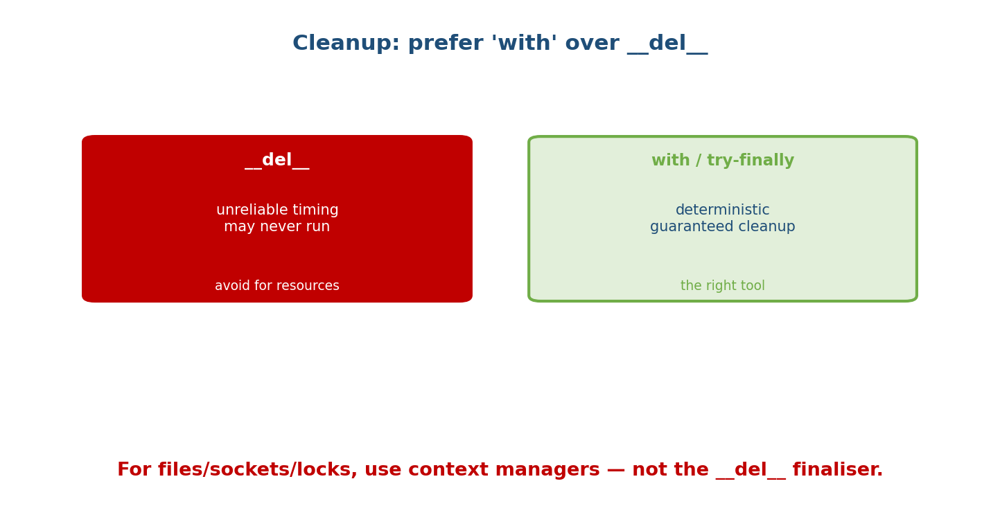 Cleanup: prefer 'with' over __del__
__del__
unreliable timing
may never run
avoid for resources
with / try-finally
deterministic
guaranteed cleanup
the right tool
For files/sockets/locks, use context managers — not the __del__ finaliser.